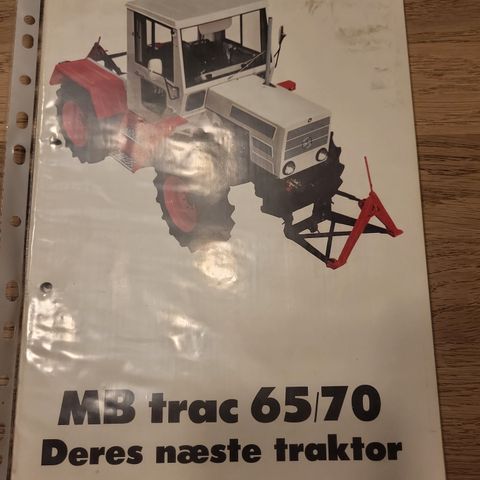 MB trac 65/70
Deres næste traktor